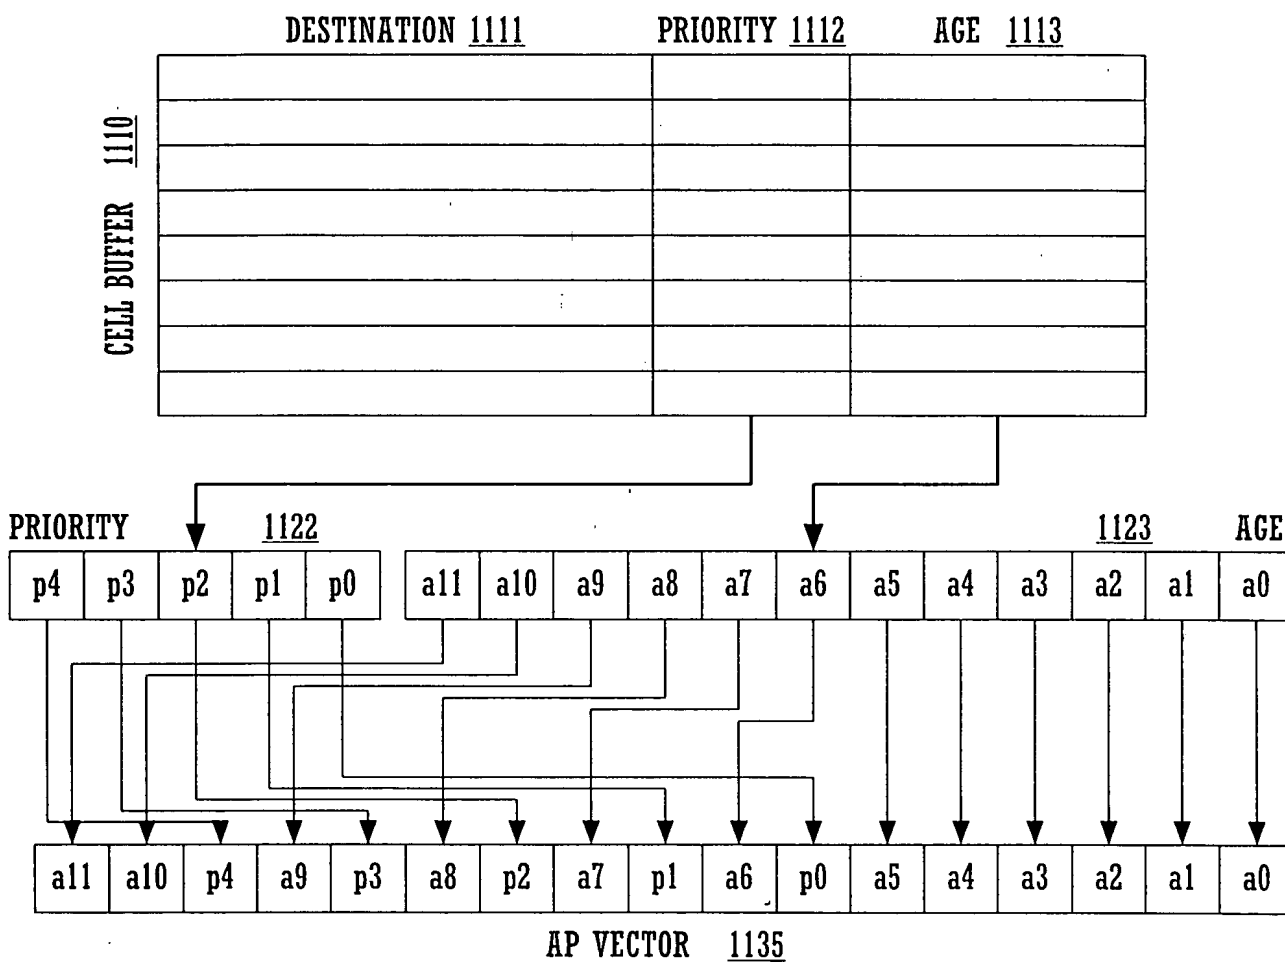 DESTINATION 1111 PRIORITY 1112 AGE 1113
CELL BUFFER 1110
PRIORITY 1122 1123 AGE
p4 p3 p2 p1 p0 a11 a10 a9 a8 a7 a6 a5 a4 a3 a2 a1 a0
a11 a10 p4 a9 p3 a8 p2 a7 p1 a6 p0 a5 a4 a3 a2 a1 a0
AP VECTOR 1135